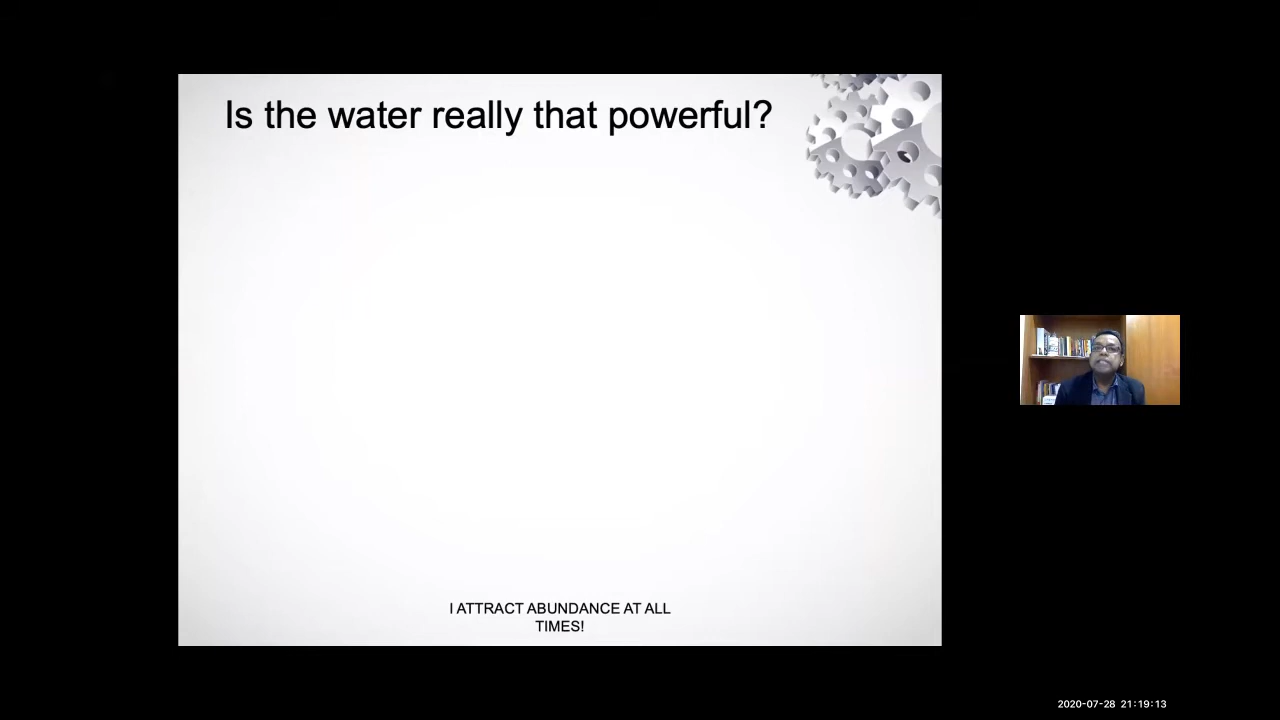 Is the water really that powerful?
I ATTRACT ABUNDANCE AT ALL
TIMES!
2020-07-28 21:19:13